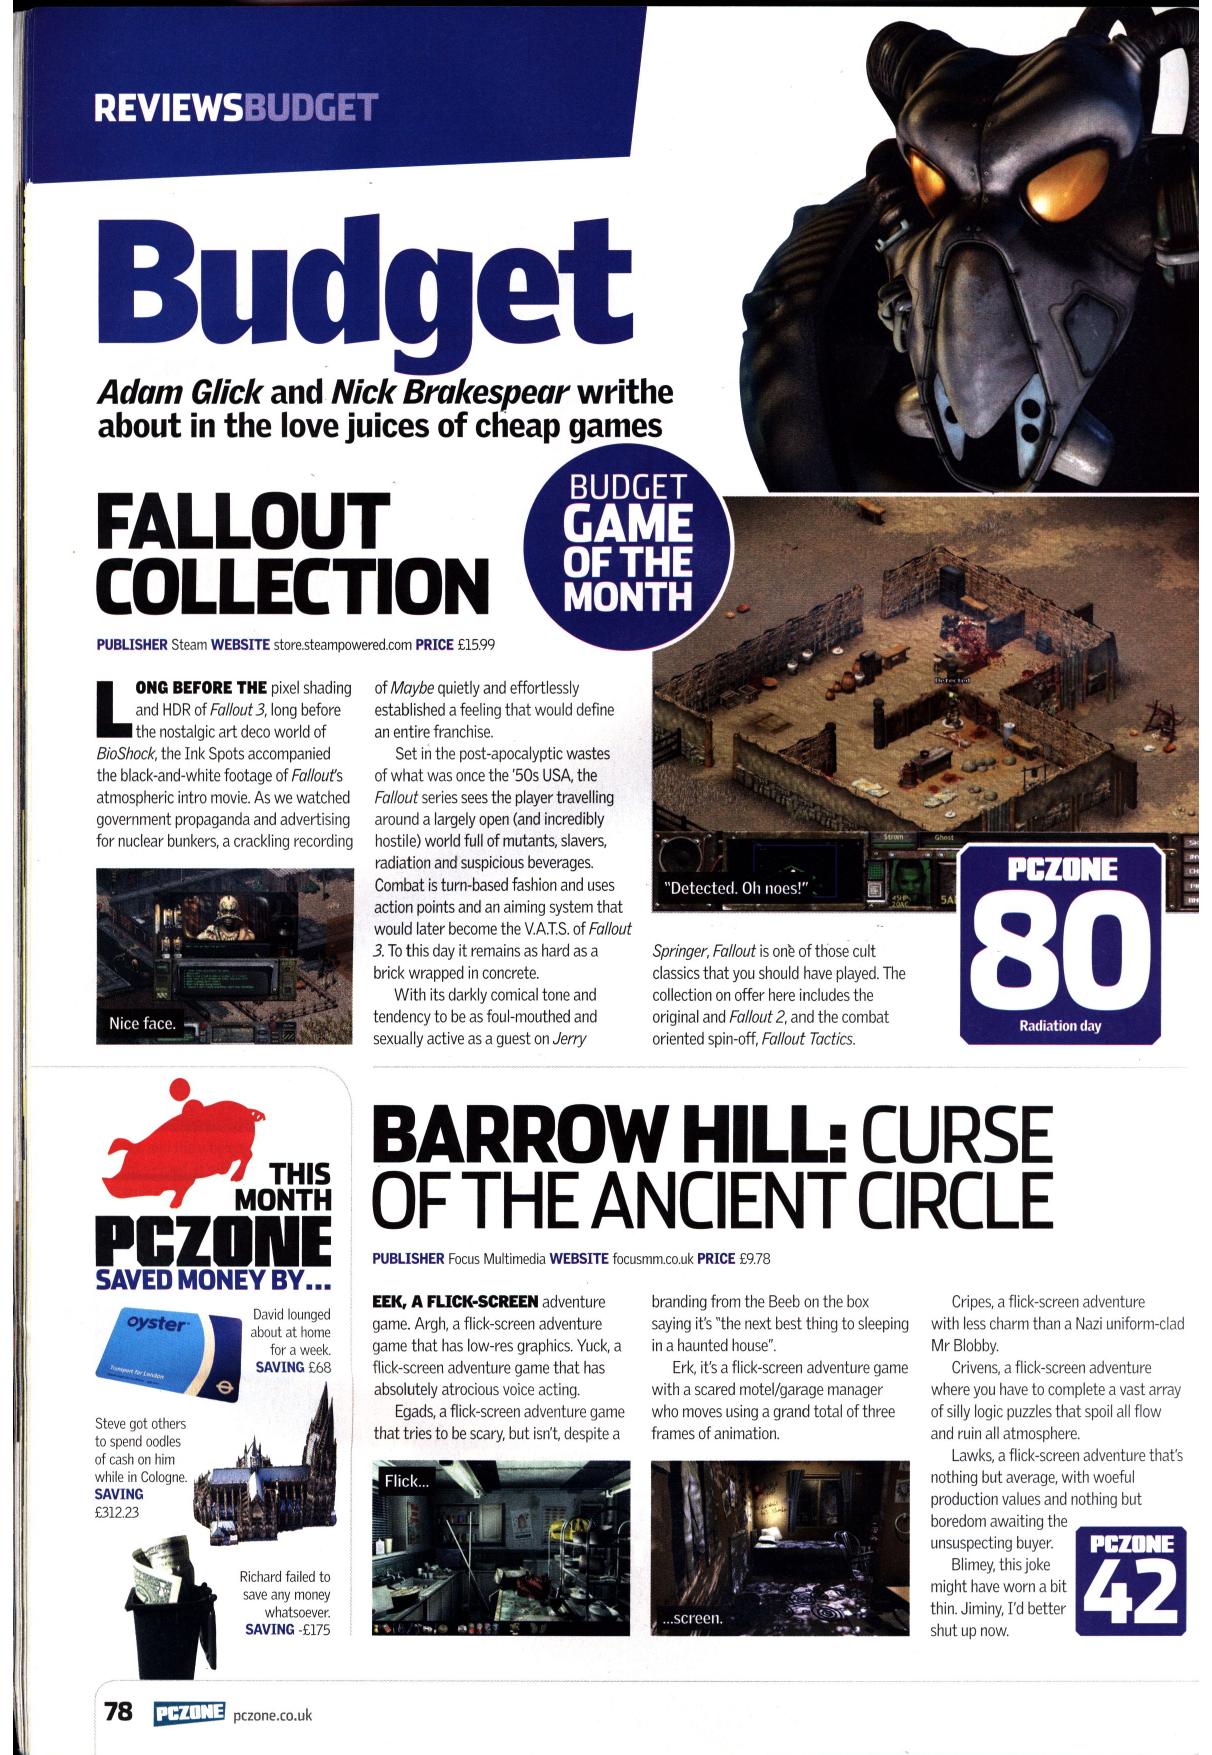 REVIEWSBUDGET
Budget
Adam Glick and Nick Brakespear writhe
about in the love juices of cheap games
BUDGET
GAME
OF THE
MONTH
FALLOUT
COLLECTION
PUBLISHER Steam WEBSITE store.steampowered.com PRICE £15.99
LONG BEFORE THE pixel shading
and HDR of Fallout 3, long before
the nostalgic art deco world of
BioShock, the Ink Spots accompanied
the black-and-white footage of Fallout's
atmospheric intro movie. As we watched
government propaganda and advertising
for nuclear bunkers, a crackling recording
Nice face.
of Maybe quietly and effortlessly
established a feeling that would define
an entire franchise.
Set in the post-apocalyptic wastes
of what was once the '50s USA, the
Fallout series sees the player travelling
around a largely open (and incredibly
hostile) world full of mutants, slavers,
radiation and suspicious beverages.
Combat is turn-based fashion and uses
action points and an aiming system that
would later become the V.A.T.S. of Fallout
3. To this day it remains as hard as a
brick wrapped in concrete.
With its darkly comical tone and
tendency to be as foul-mouthed and
sexually active as a guest on Jerry
Detected
Strom Ghost
"Detected. Oh noes!"
Springer, Fallout is one of those cult
classics that you should have played. The
collection on offer here includes the
original and Fallout 2, and the combat
oriented spin-off, Fallout Tactics.
PCZONE
80
Radiation day
THIS
MONTH
PCZONE
SAVED MONEY BY...
oyster
Transport for London
David lounged
about at home
for a week.
SAVING £68
Steve got others
to spend oodles
of cash on him
while in Cologne.
SAVING
£312.23
Richard failed to
save any money
whatsoever.
SAVING -£175
BARROW HILL: CURSE
OF THE ANCIENT CIRCLE
PUBLISHER Focus Multimedia WEBSITE focusmm.co.uk PRICE £9.78
EEK, A FLICK-SCREEN adventure
game. Argh, a flick-screen adventure
game that has low-res graphics. Yuck, a
flick-screen adventure game that has
absolutely atrocious voice acting.
Egads, a flick-screen adventure game
that tries to be scary, but isn't, despite a
Flick...
branding from the Beeb on the box
saying it's "the next best thing to sleeping
in a haunted house".
Erk, it's a flick-screen adventure game
with a scared motel/garage manager
who moves using a grand total of three
frames of animation.
...screen.
Cripes, a flick-screen adventure
with less charm than a Nazi uniform-clad
Mr Blobby.
Crivens, a flick-screen adventure
where you have to complete a vast array
of silly logic puzzles that spoil all flow
and ruin all atmosphere.
Lawks, a flick-screen adventure that's
nothing but average, with woeful
production values and nothing but
boredom awaiting the
unsuspecting buyer.
Blimey, this joke
might have worn a bit
thin. Jiminy, I'd better
shut up now.
PCZONE
42
78 PCZONE pczone.co.uk